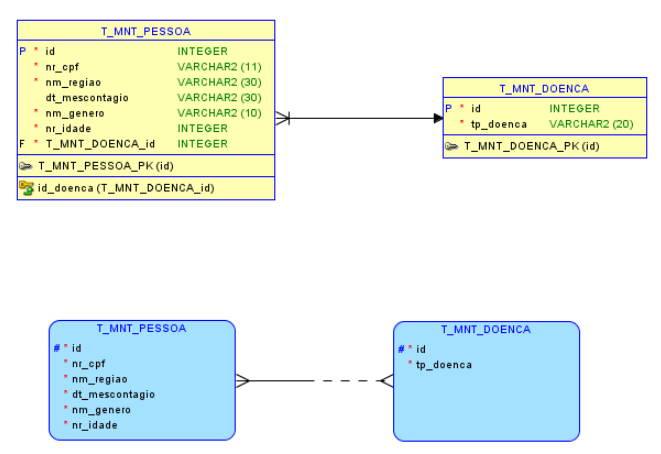 T_MNT_PESSOA
P * id INTEGER
* nr_cpf VARCHAR2 (11)
* nm_regiao VARCHAR2 (30)
dt_mescontagio VARCHAR2 (30)
* nm_genero VARCHAR2 (10)
* nr_idade INTEGER
F * T_MNT_DOENCA_id INTEGER
T_MNT_PESSOA_PK (id)
id_doenca (T_MNT_DOENCA_id)
T_MNT_DOENCA
P * id INTEGER
* tp_doenca VARCHAR2 (20)
T_MNT_DOENCA_PK (id)
T_MNT_PESSOA
# * id
* nr_cpf
* nm_regiao
* dt_mescontagio
* nm_genero
* nr_idade
T_MNT_DOENCA
# * id
* tp_doenca